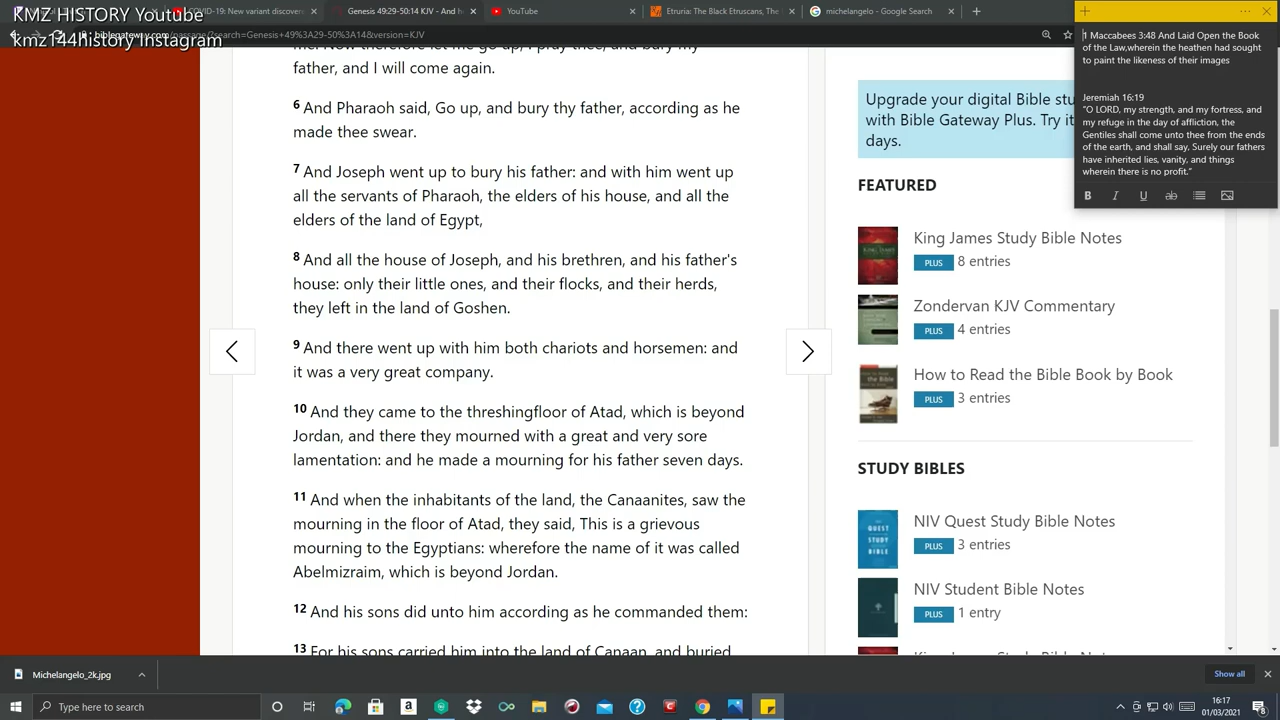 KMZ HISTORY Youtube
kmz144history Instagram
COVID-19: New variant discover
Genesis 49:29-50:14 KJV - And h
YouTube
Etruria: The Black Etruscans, The
michelangelo - Google Search
biblegateway.com/passage/?search=Genesis+49%3A29-50%3A14&version=KJV
me. Now therefore let me go up, I pray thee, and bury my
father, and I will come again.
6 And Pharaoh said, Go up, and bury thy father, according as he
made thee swear.
7 And Joseph went up to bury his father: and with him went up
all the servants of Pharaoh, the elders of his house, and all the
elders of the land of Egypt,
8 And all the house of Joseph, and his brethren, and his father's
house: only their little ones, and their flocks, and their herds,
they left in the land of Goshen.
9 And there went up with him both chariots and horsemen: and
it was a very great company.
10 And they came to the threshingfloor of Atad, which is beyond
Jordan, and there they mourned with a great and very sore
lamentation: and he made a mourning for his father seven days.
11 And when the inhabitants of the land, the Canaanites, saw the
mourning in the floor of Atad, they said, This is a grievous
mourning to the Egyptians: wherefore the name of it was called
Abelmizraim, which is beyond Jordan.
12 And his sons did unto him according as he commanded them:
13 For his sons carried him into the land of Canaan, and buried
Upgrade your digital Bible stu
with Bible Gateway Plus. Try it
days.
FEATURED
King James Study Bible Notes
PLUS 8 entries
Zondervan KJV Commentary
PLUS 4 entries
How to Read the Bible Book by Book
PLUS 3 entries
STUDY BIBLES
NIV Quest Study Bible Notes
PLUS 3 entries
NIV Student Bible Notes
PLUS 1 entry
1 Maccabees 3:48 And Laid Open the Book
of the Law,wherein the heathen had sought
to paint the likeness of their images
Jeremiah 16:19
"O LORD, my strength, and my fortress, and
my refuge in the day of affliction, the
Gentiles shall come unto thee from the ends
of the earth, and shall say, Surely our fathers
have inherited lies, vanity, and things
wherein there is no profit."
B I U ab
Michelangelo_2k.jpg
Show all
Type here to search
16:17
01/03/2021